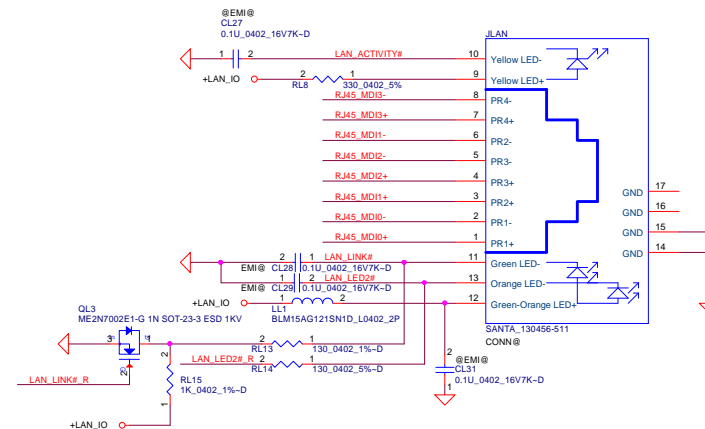 @EMI@
CL27
0.1U_0402_16V7K~D
JLAN
1 2 LAN_ACTIVITY# 10 Yellow LED-
+LAN_IO 2 1 9 Yellow LED+
RL8 330_0402_5%
RJ45_MDI3- 8 PR4-
RJ45_MDI3+ 7 PR4+
RJ45_MDI1- 6 PR2-
RJ45_MDI2- 5 PR3-
RJ45_MDI2+ 4 PR3+
RJ45_MDI1+ 3 PR2+
RJ45_MDI0- 2 PR1-
RJ45_MDI0+ 1 PR1+
GND 17
GND 16
GND 15
GND 14
2 1 LAN_LINK# 11 Green LED-
EMI@ CL28 0.1U_0402_16V7K~D
2 1 LAN_LED2# 13 Orange LED-
EMI@ CL29 0.1U_0402_16V7K~D
+LAN_IO 1 2 12 Green-Orange LED+
LL1
BLM15AG121SN1D_L0402_2P
SANTA_130456-511
CONN@
QL3
ME2N7002E1-G 1N SOT-23-3 ESD 1KV
3
2 1
RL13 130_0402_1%~D
LAN_LED2#_R 2 1
RL14 130_0402_5%~D
LAN_LINK#_R
2
RL15
1K_0402_1%~D
1
+LAN_IO
2
@EMI@
CL31
0.1U_0402_16V7K~D
1